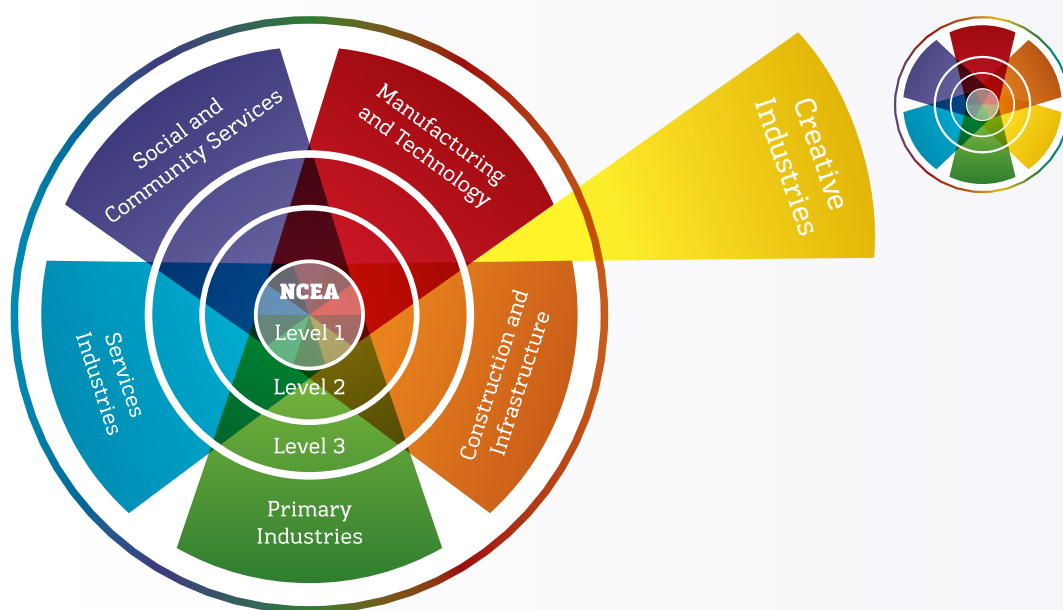 Social and
Community Services
Manufacturing
and Technology
Creative
Industries
NCEA
Level 1
Level 2
Level 3
Services
Industries
Construction and
Infrastructure
Primary
Industries